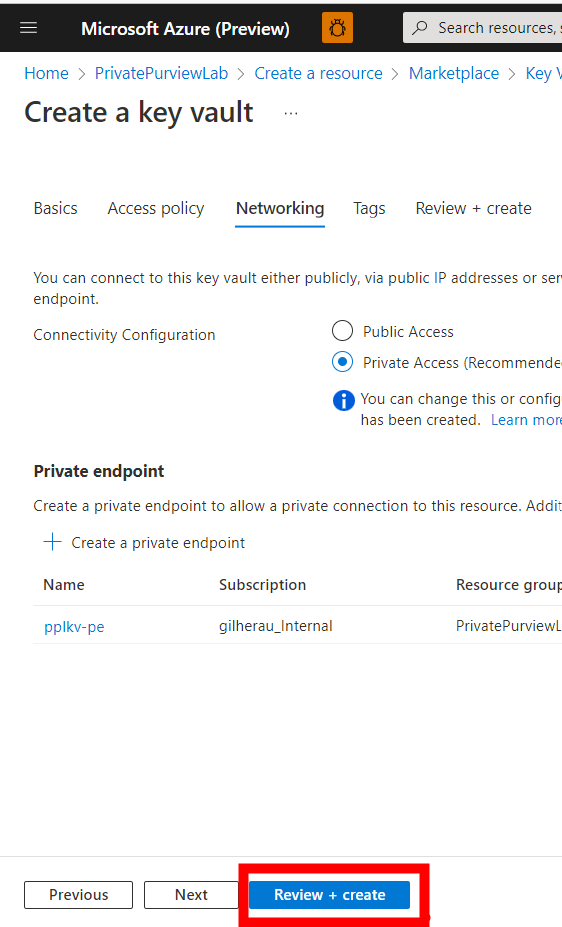 Microsoft Azure (Preview)
Search resources, s
Home > PrivatePurviewLab > Create a resource > Marketplace > Key V
Create a key vault ...
Basics Access policy Networking Tags Review + create
You can connect to this key vault either publicly, via public IP addresses or ser
endpoint.
Connectivity Configuration
Public Access
Private Access (Recommende
You can change this or config
has been created. Learn more
Private endpoint
Create a private endpoint to allow a private connection to this resource. Addit
+ Create a private endpoint
Name Subscription Resource group
pplkv-pe gilherau_Internal PrivatePurviewL
Previous Next Review + create